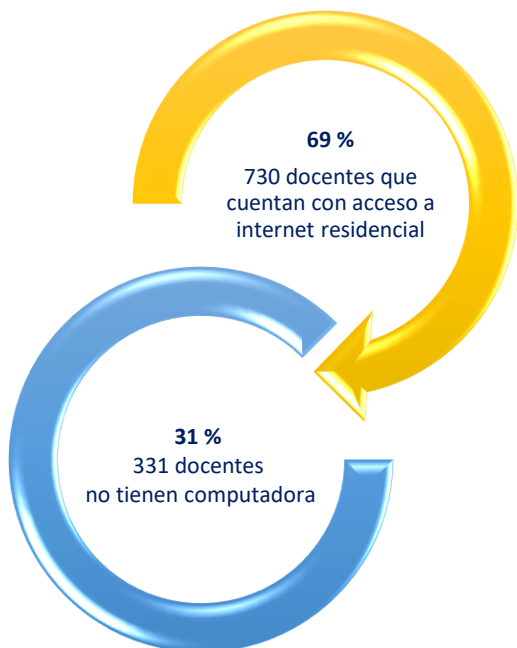 69 %
730 docentes que
cuentan con acceso a
internet residencial
31 %
331 docentes
no tienen computadora